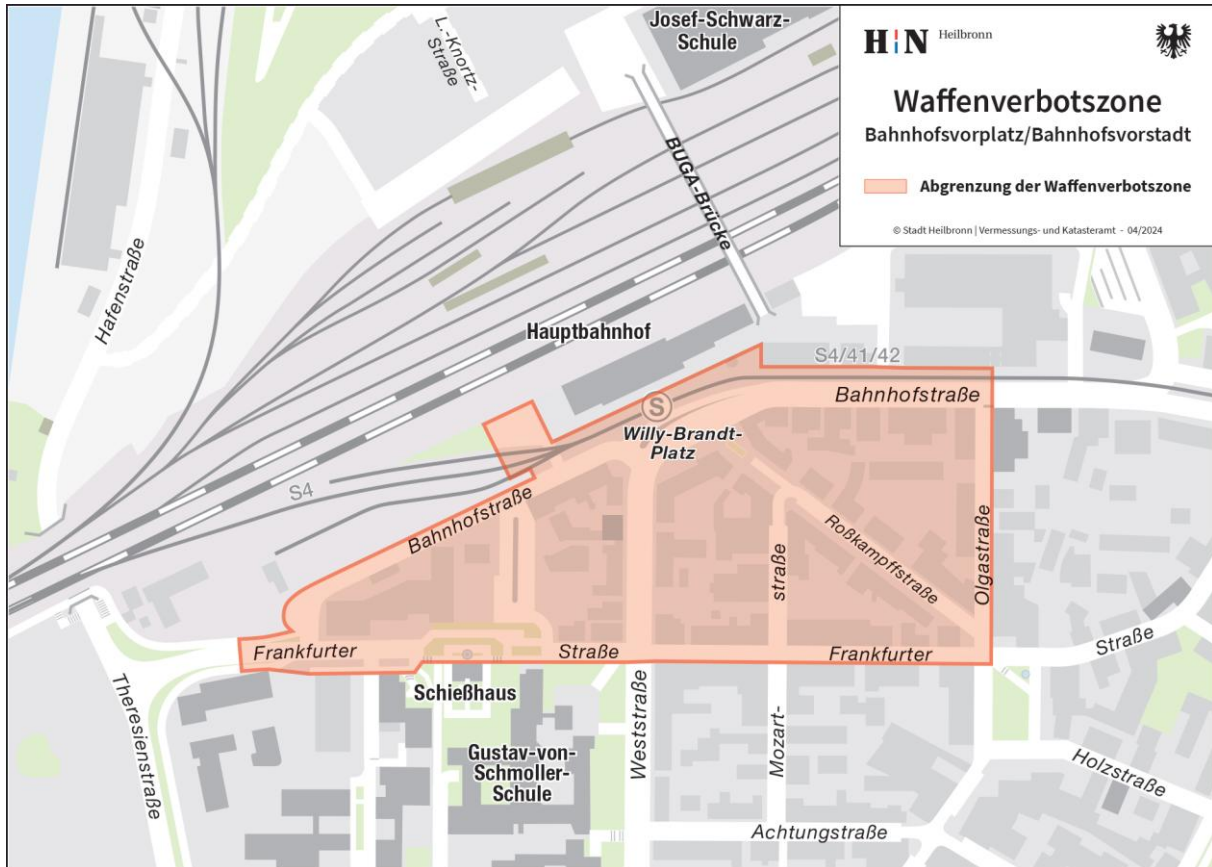 Josef-Schwarz-
Schule
L.-Knortz-
Straße
H:N Heilbronn
Waffenverbotszone
Bahnhofsvorplatz/Bahnhofsvorstadt
Abgrenzung der Waffenverbotszone
© Stadt Heilbronn | Vermessungs- und Katasteramt - 04/2024
BUGA-Brücke
Hafenstraße
Hauptbahnhof
S4/41/42
Bahnhofstraße
S
Willy-Brandt-
Platz
S4
Bahnhofstraße
Roßkampffstraße
Olgastraße
straße
Frankfurter
Straße
Frankfurter
Straße
Theresienstraße
Schießhaus
Gustav-von-
Schmoller-
Schule
Weststraße
Mozart-
Holzstraße
Achtungstraße